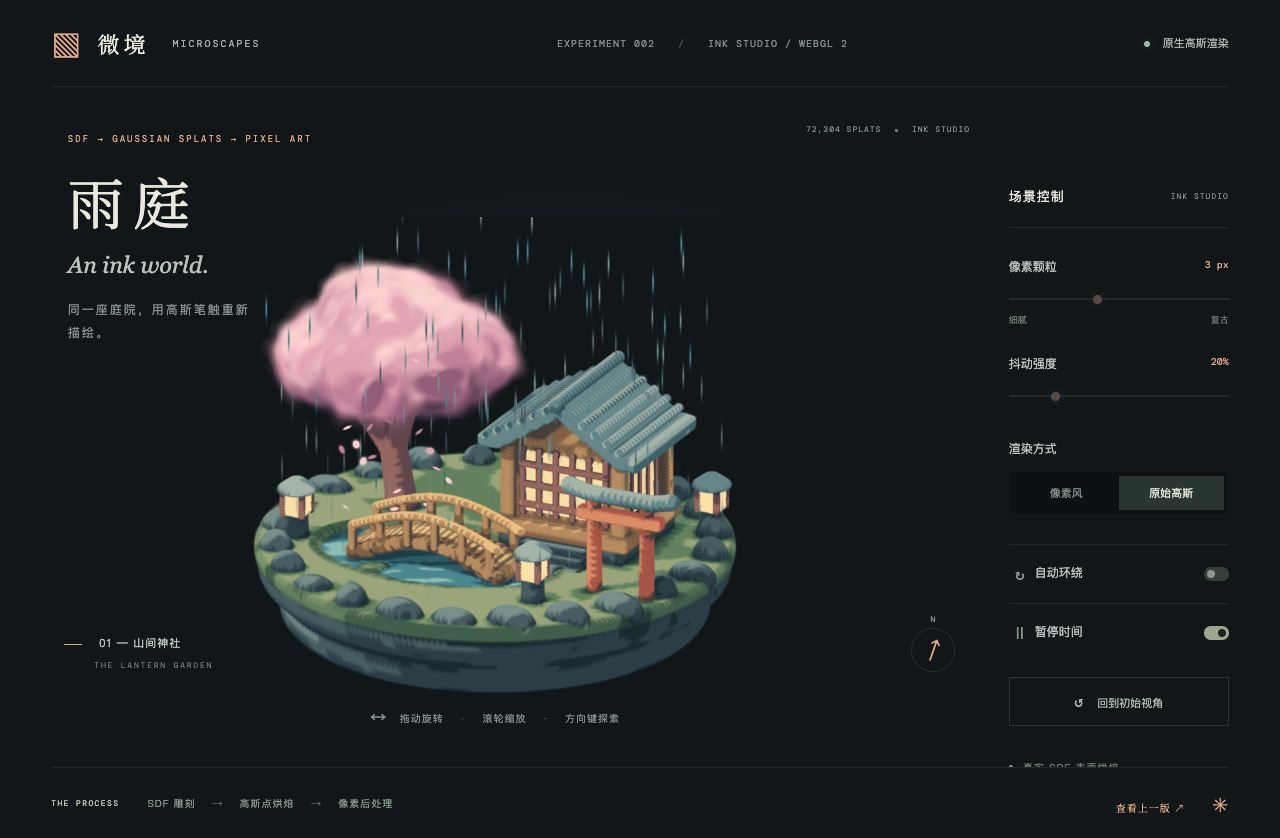 微境 MICROSCAPES
EXPERIMENT 002 / INK STUDIO / WEBGL 2
原生高斯渲染
SDF → GAUSSIAN SPLATS → PIXEL ART
72,304 SPLATS INK STUDIO
雨庭
An ink world.
同一座庭院，用高斯笔触重新
描绘。
场景控制 INK STUDIO
像素颗粒 3 px
细腻 复古
抖动强度 20%
渲染方式
像素风 原始高斯
自动环绕
暂停时间
回到初始视角
N
01 — 山间神社
THE LANTERN GARDEN
拖动旋转 · 滚轮缩放 · 方向键探索
THE PROCESS SDF 雕刻 → 高斯点烘焙 → 像素后处理
查看上一版 ↗